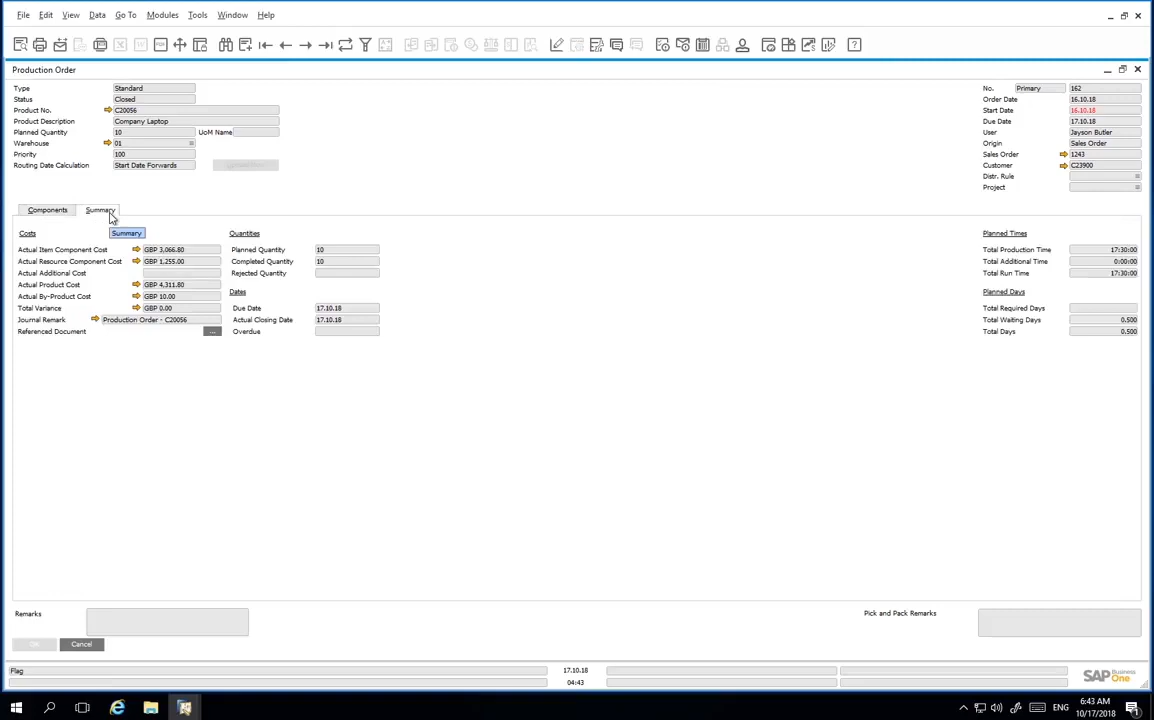 File Edit View Data Go To Modules Tools Window Help
Production Order
Type Standard
Status Closed
Product No. C20056
Product Description Company Laptop
Planned Quantity 10 UoM Name
Warehouse 01
Priority 100
Routing Date Calculation Start Date Forwards
No. Primary 162
Order Date 16.10.18
Start Date 16.10.18
Due Date 17.10.18
User Jayson Butler
Origin Sales Order
Sales Order 1243
Customer C23900
Distr. Rule
Project
Components Summary
Summary
Costs
Actual Item Component Cost GBP 3,066.80
Actual Resource Component Cost GBP 1,255.00
Actual Additional Cost
Actual Product Cost GBP 4,311.80
Actual By-Product Cost GBP 10.00
Total Variance GBP 0.00
Journal Remark Production Order - C20056
Referenced Document ...
Quantities
Planned Quantity 10
Completed Quantity 10
Rejected Quantity
Dates
Due Date 17.10.18
Actual Closing Date 17.10.18
Overdue
Planned Times
Total Production Time 17:30:00
Total Additional Time 0:00:00
Total Run Time 17:30:00
Planned Days
Total Required Days
Total Waiting Days 0.500
Total Days 0.500
Remarks
Pick and Pack Remarks
OK Cancel
Flag 17.10.18
04:43
SAP Business One
ENG 6:43 AM
10/17/2018
1